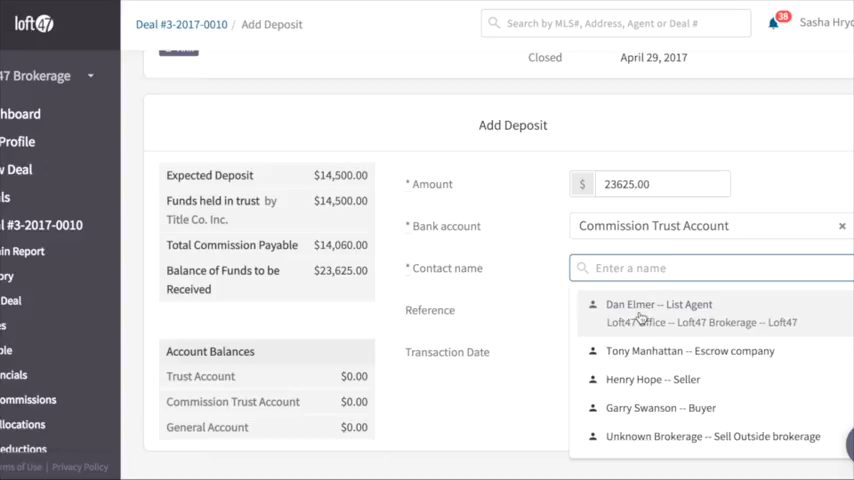 loft47
Deal #3-2017-0010 / Add Deposit
Search by MLS#, Address, Agent or Deal #
38
Sasha Hryc
47 Brokerage
Closed
April 29, 2017
hboard
Profile
w Deal
ls
l #3-2017-0010
in Report
ry
Deal
s
ble
ncials
ommissions
llocations
eductions
rms of Use | Privacy Policy
Add Deposit
Expected Deposit $14,500.00
Funds held in trust by $14,500.00
Title Co. Inc.
Total Commission Payable $14,060.00
Balance of Funds to be $23,625.00
Received
Account Balances
Trust Account $0.00
Commission Trust Account $0.00
General Account $0.00
* Amount $ 23625.00
* Bank account Commission Trust Account ×
* Contact name Enter a name
Reference
Transaction Date
Dan Elmer -- List Agent
Loft47 Office -- Loft47 Brokerage -- Loft47
Tony Manhattan -- Escrow company
Henry Hope -- Seller
Garry Swanson -- Buyer
Unknown Brokerage -- Sell Outside brokerage